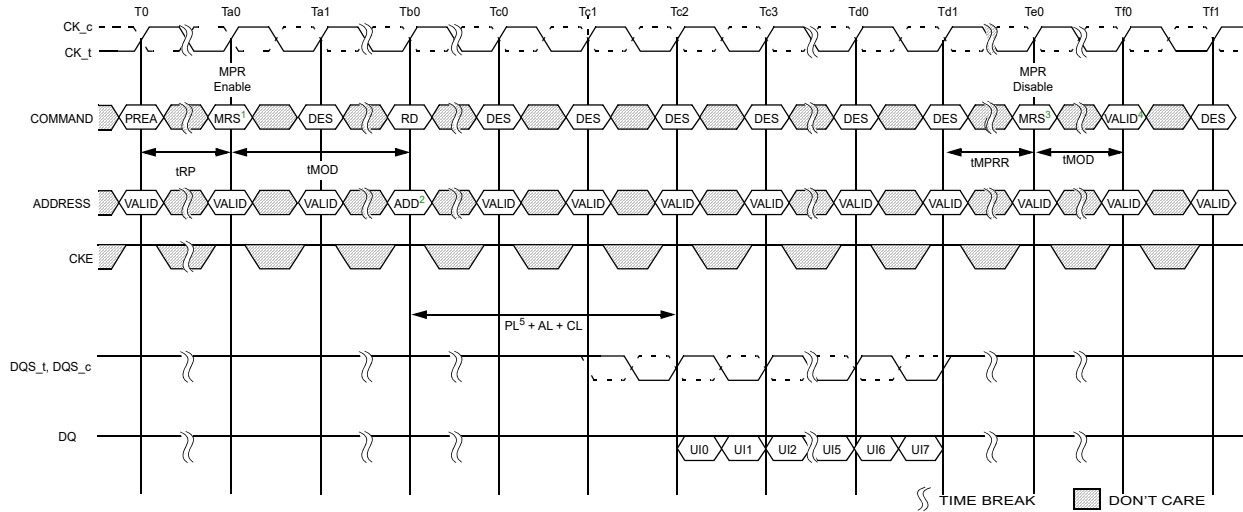 T0 Ta0 Ta1 Tb0 Tc0 Tc1 Tc2 Tc3 Td0 Td1 Te0 Tf0 Tf1
CK_c
CK_t
MPR Enable
MPR Disable
COMMAND PREA MRS1 DES RD DES DES DES DES DES DES MRS3 VALID4 DES
tRP tMOD tMPRR tMOD
ADDRESS VALID VALID VALID ADD2 VALID VALID VALID VALID VALID VALID VALID VALID VALID
CKE
PL5 + AL + CL
DQS_t, DQS_c
DQ UI0 UI1 UI2 UI5 UI6 UI7
TIME BREAK DON'T CARE